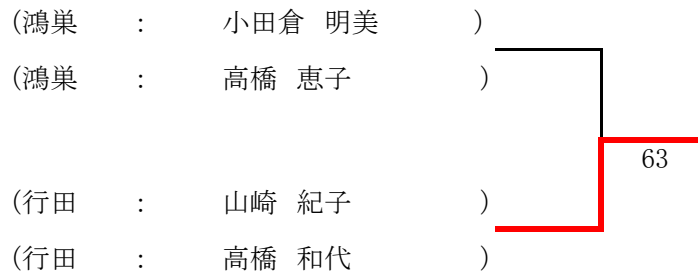 (鴻巣 : 小田倉 明美 )
(鴻巣 : 高橋 恵子 )
63
(行田 : 山崎 紀子 )
(行田 : 高橋 和代 )